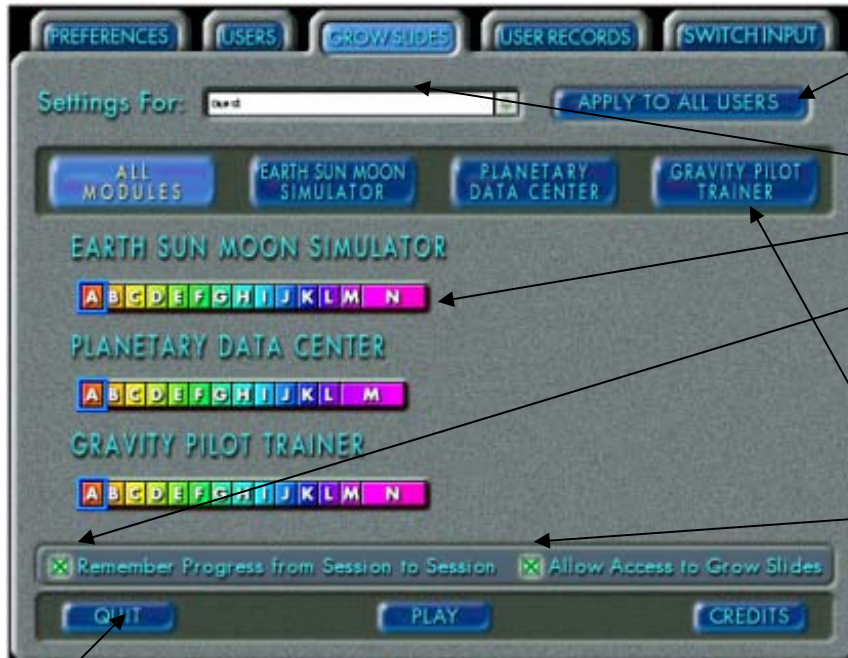 PREFERENCES USERS GROW SLIDES USER RECORDS SWITCH INPUT
Settings For: Guest APPLY TO ALL USERS
ALL MODULES EARTH SUN MOON SIMULATOR PLANETARY DATA CENTER GRAVITY PILOT TRAINER
EARTH SUN MOON SIMULATOR
A B C D E F G H I J K L M N
PLANETARY DATA CENTER
A B C D E F G H I J K L M
GRAVITY PILOT TRAINER
A B C D E F G H I J K L M N
Remember Progress from Session to Session Allow Access to Grow Slides
QUIT PLAY CREDITS